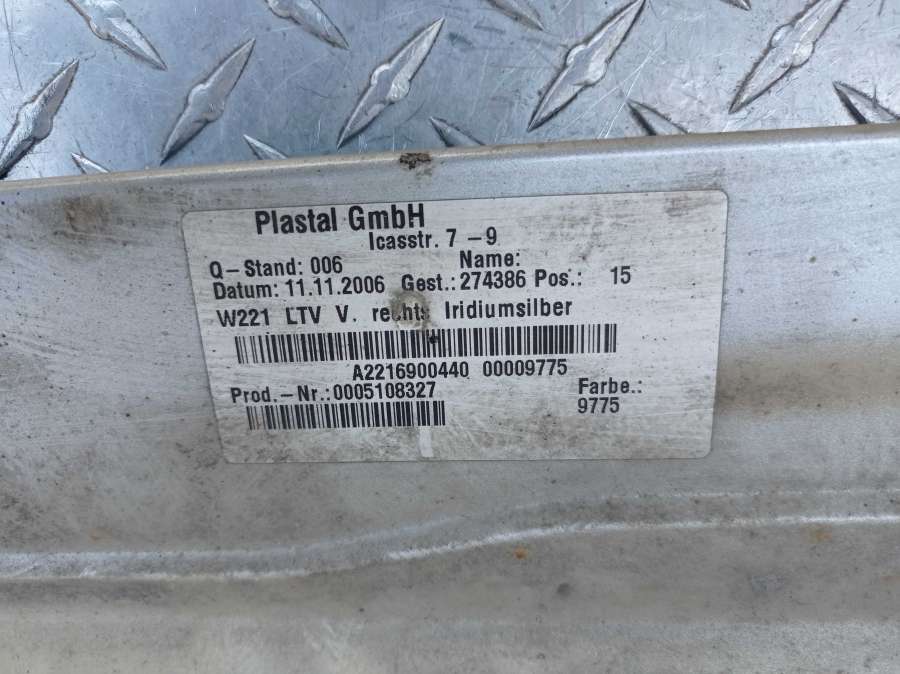 Plastal GmbH
Icasstr. 7 -9
Q-Stand: 006 Name:
Datum: 11.11.2006 Gest.: 274386 Pos.: 15
W221 LTV V. rechts Iridiumsilber
A2216900440 00009775
Prod.-Nr.:0005108327 Farbe.:
9775